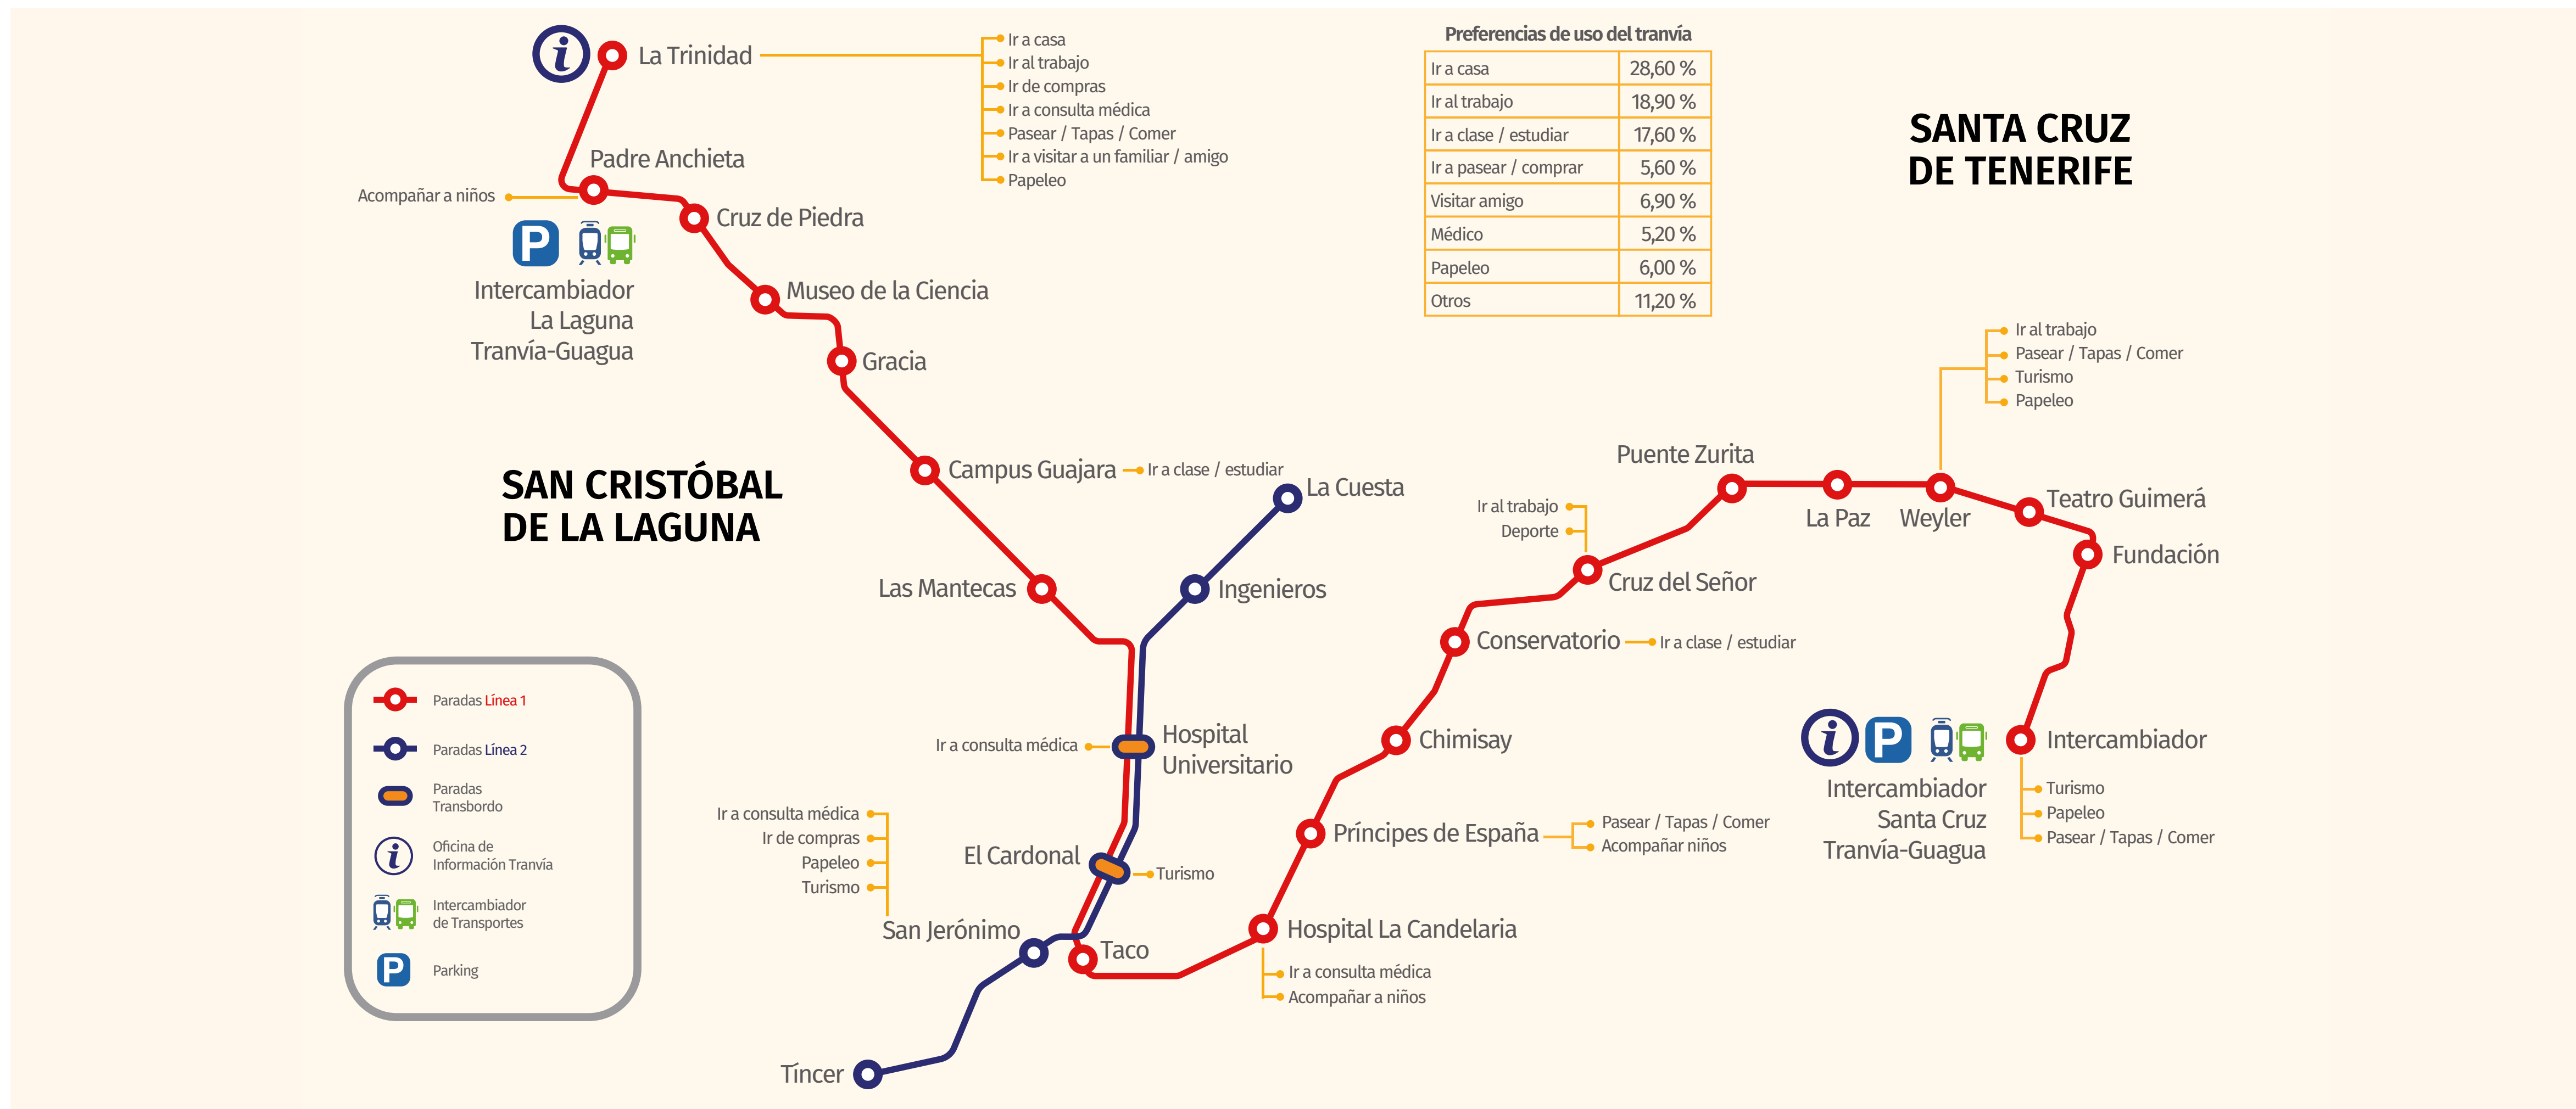 La Trinidad
Ir a casa
Ir al trabajo
Ir de compras
Ir a consulta médica
Pasear / Tapas / Comer
Ir a visitar a un familiar / amigo
Papeleo
Preferencias de uso del tranvía
Ir a casa 28,60 %
Ir al trabajo 18,90 %
Ir a clase / estudiar 17,60 %
Ir a pasear / comprar 5,60 %
Visitar amigo 6,90 %
Médico 5,20 %
Papeleo 6,00 %
Otros 11,20 %
SANTA CRUZ
DE TENERIFE
Padre Anchieta
Acompañar a niños
P
Intercambiador
La Laguna
Tranvía-Guagua
Cruz de Piedra
Museo de la Ciencia
Gracia
SAN CRISTÓBAL
DE LA LAGUNA
Campus Guajara
Ir a clase / estudiar
La Cuesta
Las Mantecas
Ingenieros
Ir a consulta médica
Hospital
Universitario
El Cardonal
Turismo
Ir a consulta médica
Ir de compras
Papeleo
Turismo
San Jerónimo
Taco
Tíncer
Hospital La Candelaria
Ir a consulta médica
Acompañar a niños
Príncipes de España
Pasear / Tapas / Comer
Acompañar niños
Chimisay
Conservatorio
Ir a clase / estudiar
Ir al trabajo
Deporte
Cruz del Señor
Puente Zurita
La Paz
Weyler
Ir al trabajo
Pasear / Tapas / Comer
Turismo
Papeleo
Teatro Guimerá
Fundación
Intercambiador
Turismo
Papeleo
Pasear / Tapas / Comer
i
P
Intercambiador
Santa Cruz
Tranvía-Guagua
Paradas Línea 1
Paradas Línea 2
Paradas
Transbordo
i
Oficina de
Información Tranvía
Intercambiador
de Transportes
P
Parking
i